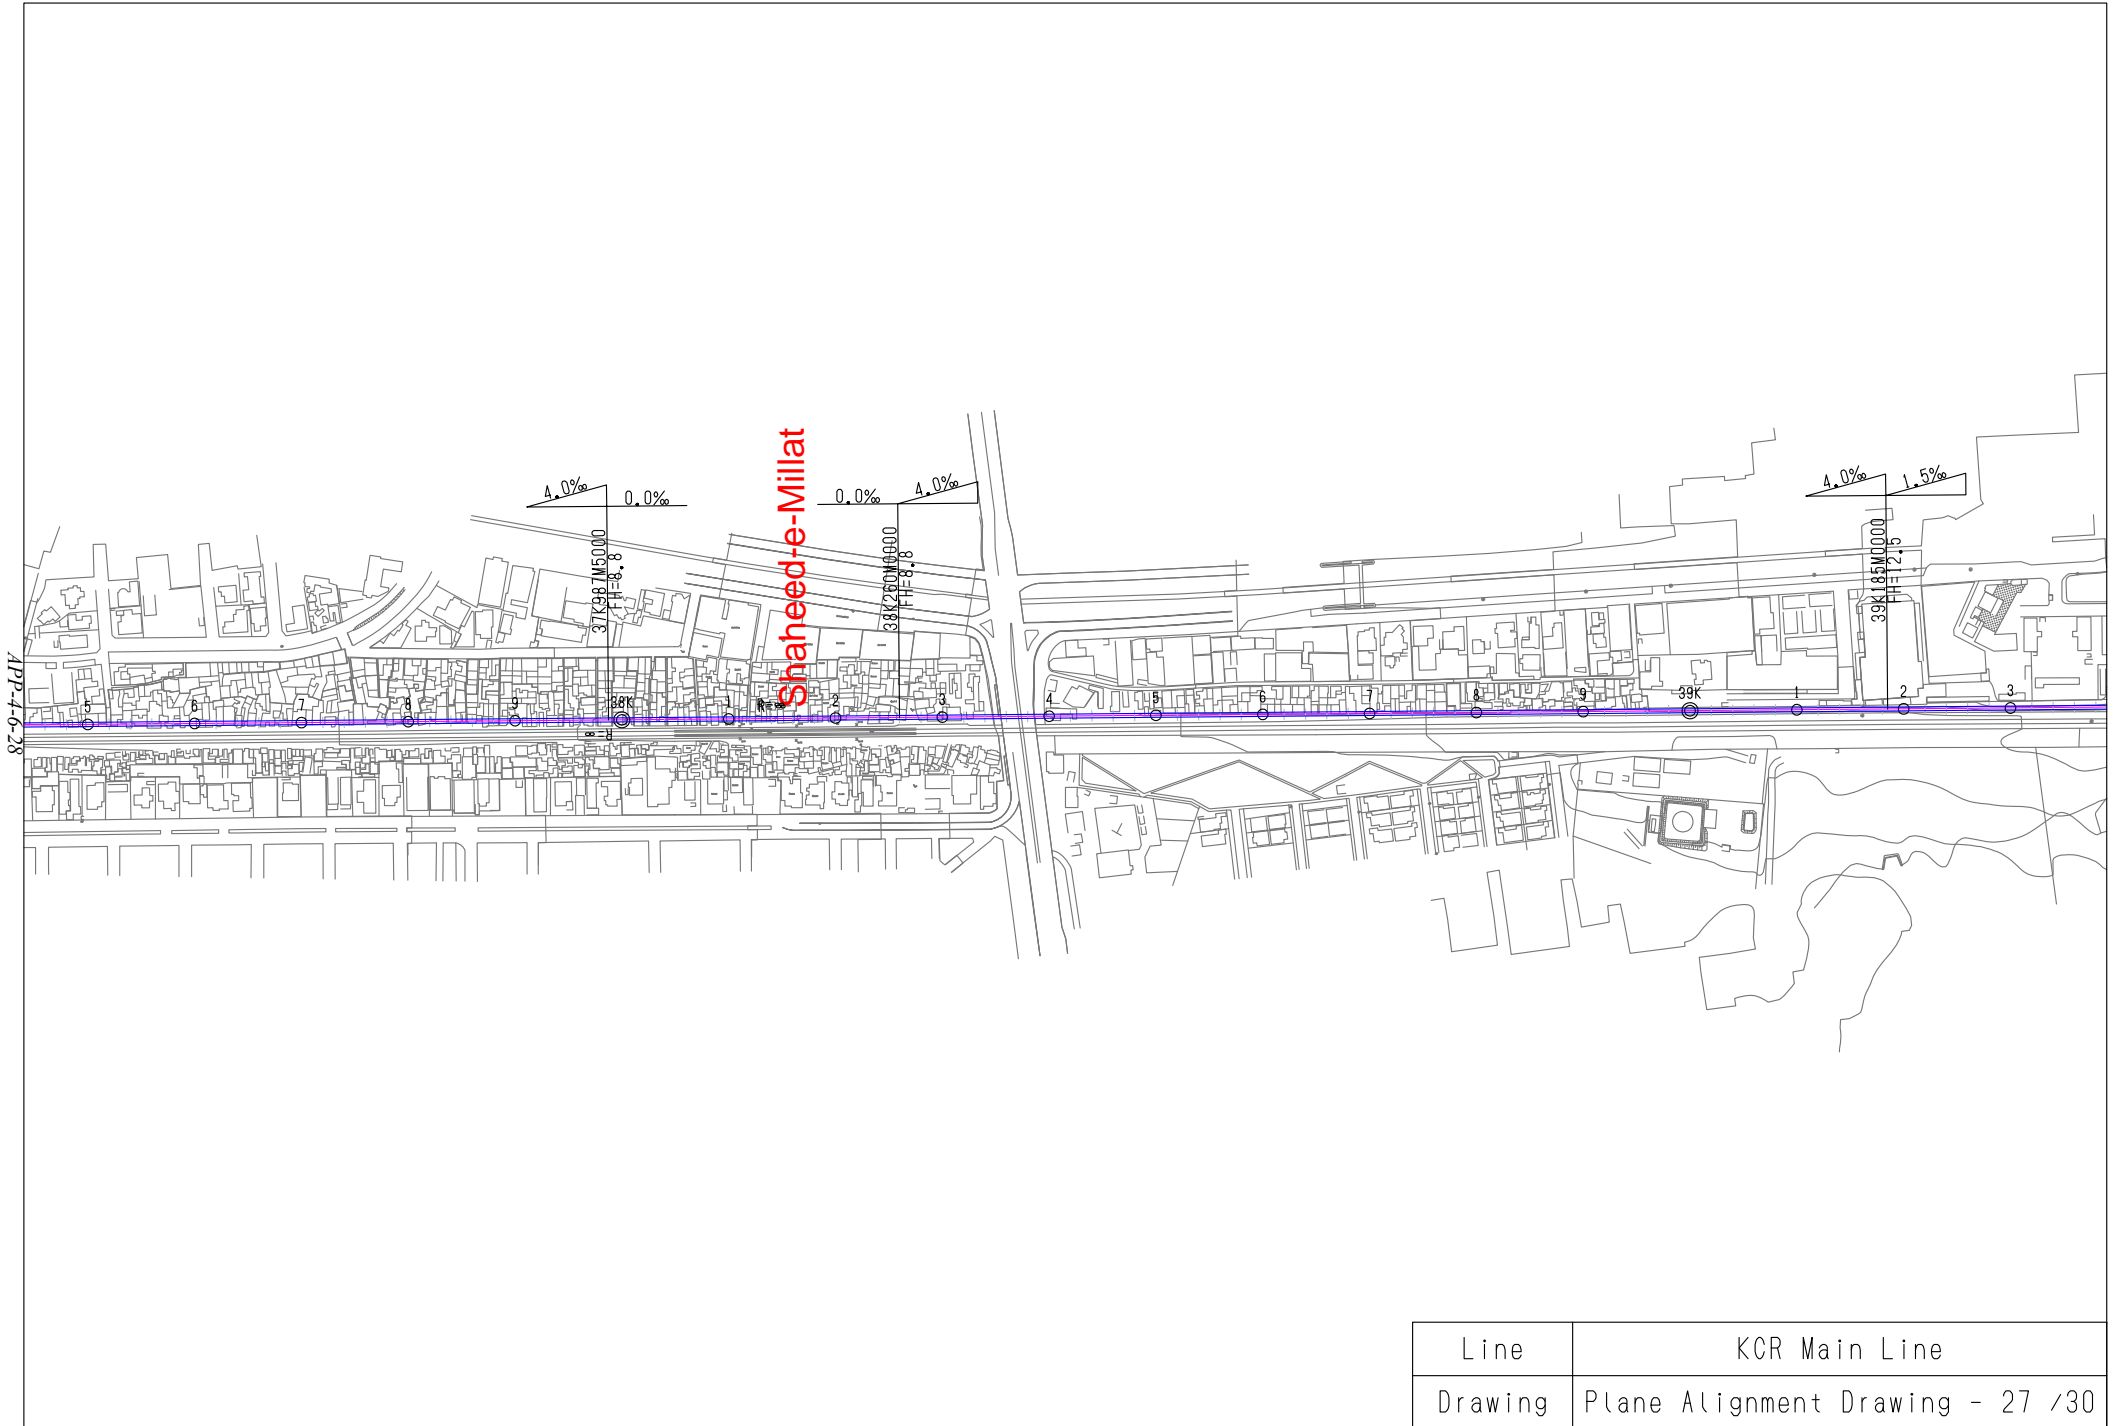 4.0‰
0.0‰
37K987M5000
FH=8.8
Shaheed-e-Millat
0.0‰
4.0‰
38K260M0000
FH=8.8
4.0‰
1.5‰
39K185M0000
FH=12.5
5 6 7 8 9 38K 1 R=∞ 2 3 4 5 6 7 8 9 39K 1 2 3
R=∞
APP-4-6-28
Line KCR Main Line
Drawing Plane Alignment Drawing - 27 /30